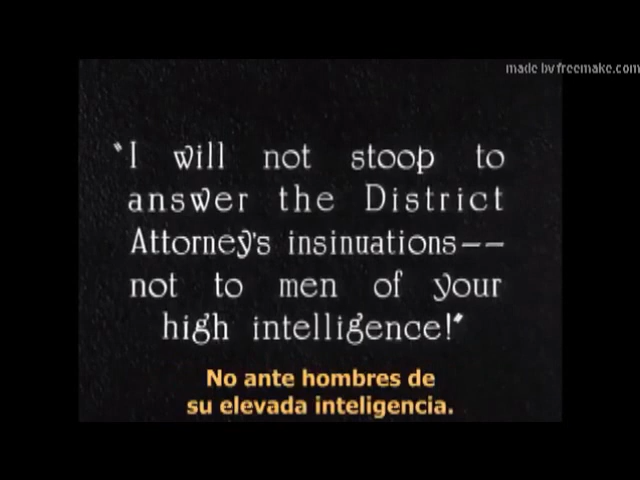 made by freemake.com
"I will not stoop to
answer the District
Attorney's insinuations--
not to men of your
high intelligence!"
No ante hombres de
su elevada inteligencia.